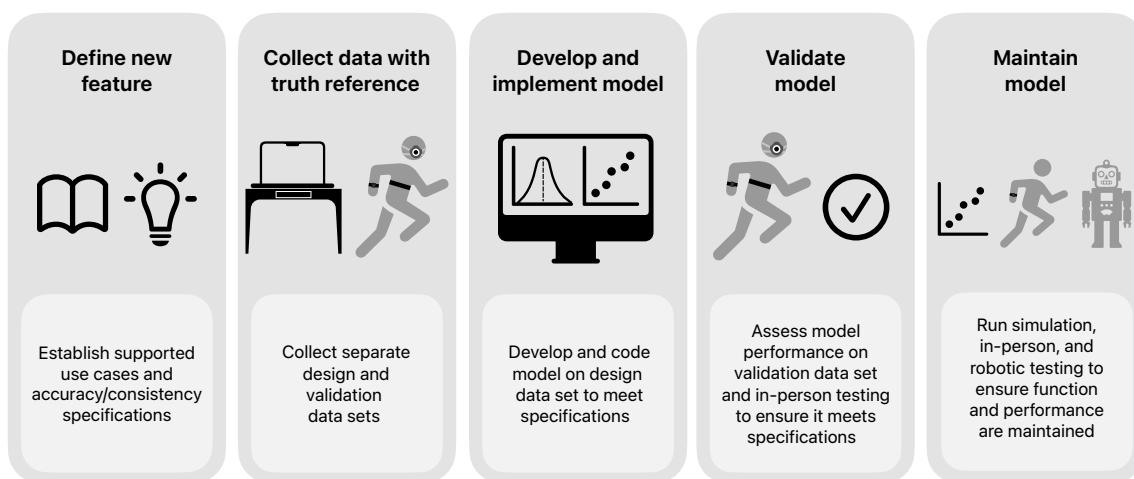 Define new
feature
Establish supported
use cases and
accuracy/consistency
specifications
Collect data with
truth reference
Collect separate
design and
validation
data sets
Develop and
implement model
Develop and code
model on design
data set to meet
specifications
Validate
model
Assess model
performance on
validation data set
and in-person testing
to ensure it meets
specifications
Maintain
model
Run simulation,
in-person, and
robotic testing to
ensure function
and performance
are maintained